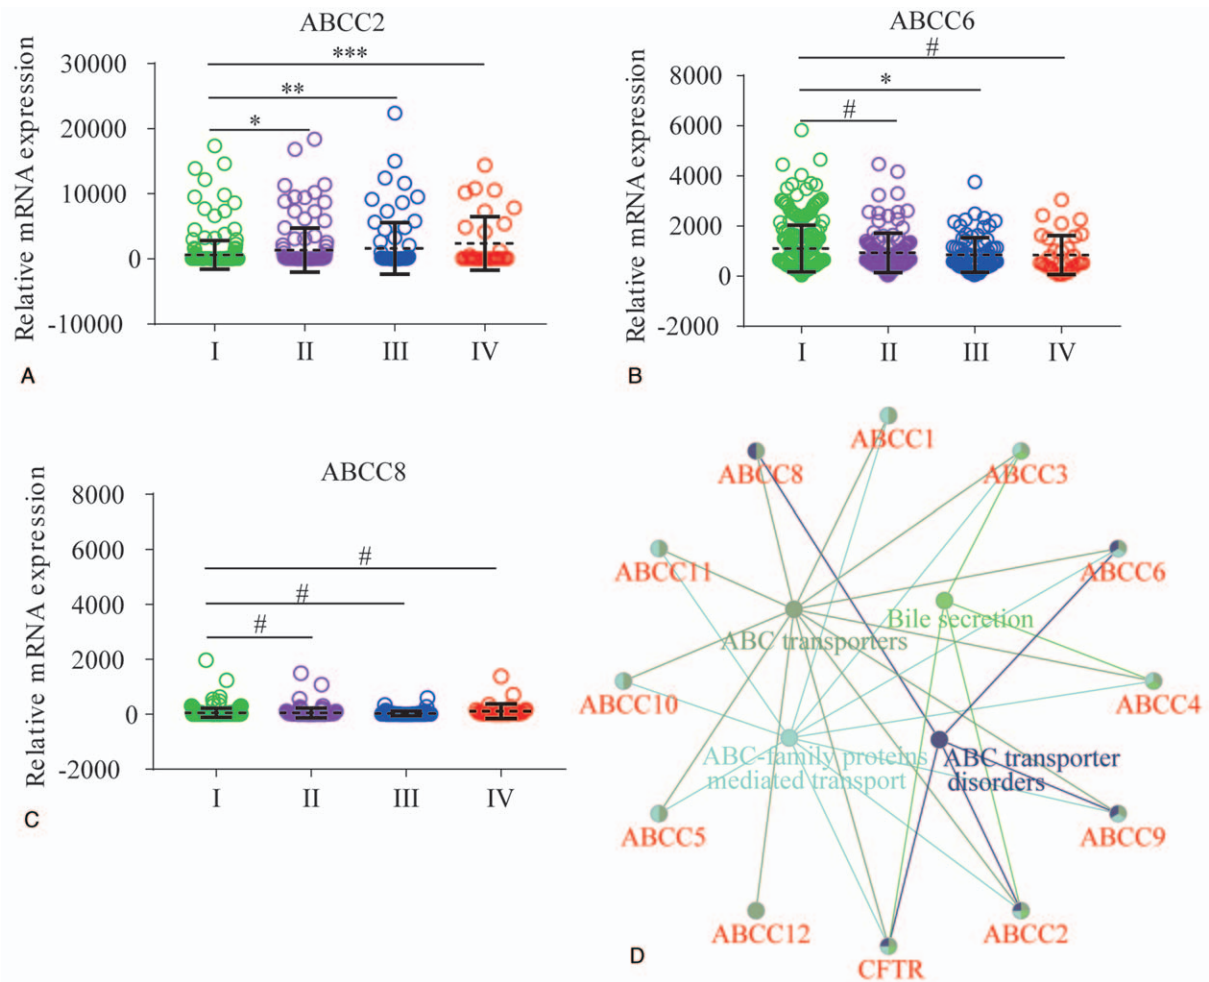 ABCC2
Relative mRNA expression
30000
20000
10000
0
-10000
***
**
*
I II III IV
A
ABCC6
Relative mRNA expression
8000
6000
4000
2000
0
-2000
#
*
#
I II III IV
B
ABCC8
Relative mRNA expression
8000
6000
4000
2000
0
-2000
#
#
#
I II III IV
C
ABCC1
ABCC8
ABCC3
ABCC11
ABCC6
Bile secretion
ABC transporters
ABCC10
ABCC4
ABC-family proteins
mediated transport
ABC transporter
disorders
ABCC5
ABCC9
ABCC12
ABCC2
CFTR
D